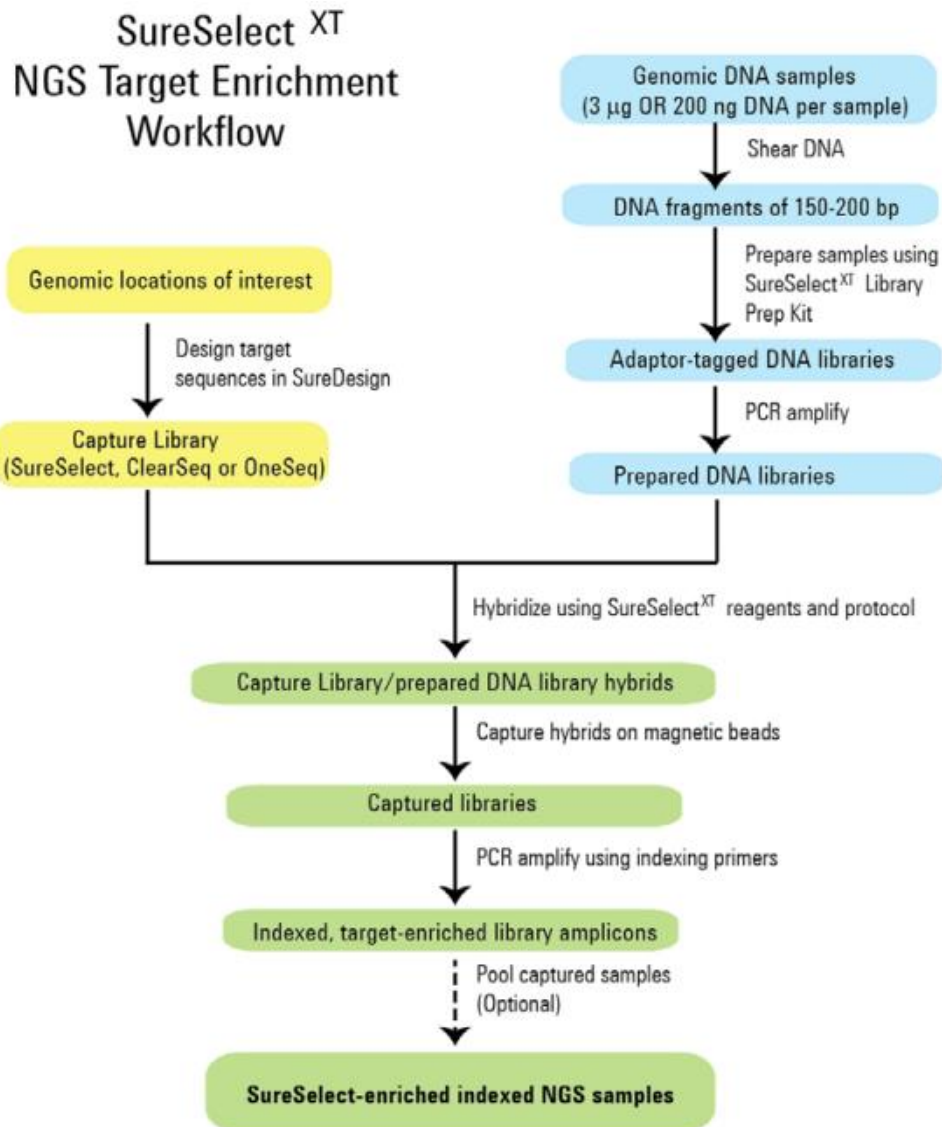 SureSelect XT
NGS Target Enrichment
Workflow
Genomic DNA samples
(3 μg OR 200 ng DNA per sample)
Shear DNA
DNA fragments of 150-200 bp
Prepare samples using
SureSelect XT Library
Prep Kit
Adaptor-tagged DNA libraries
PCR amplify
Prepared DNA libraries
Genomic locations of interest
Design target
sequences in SureDesign
Capture Library
(SureSelect, ClearSeq or OneSeq)
Hybridize using SureSelect XT reagents and protocol
Capture Library/prepared DNA library hybrids
Capture hybrids on magnetic beads
Captured libraries
PCR amplify using indexing primers
Indexed, target-enriched library amplicons
Pool captured samples
(Optional)
SureSelect-enriched indexed NGS samples